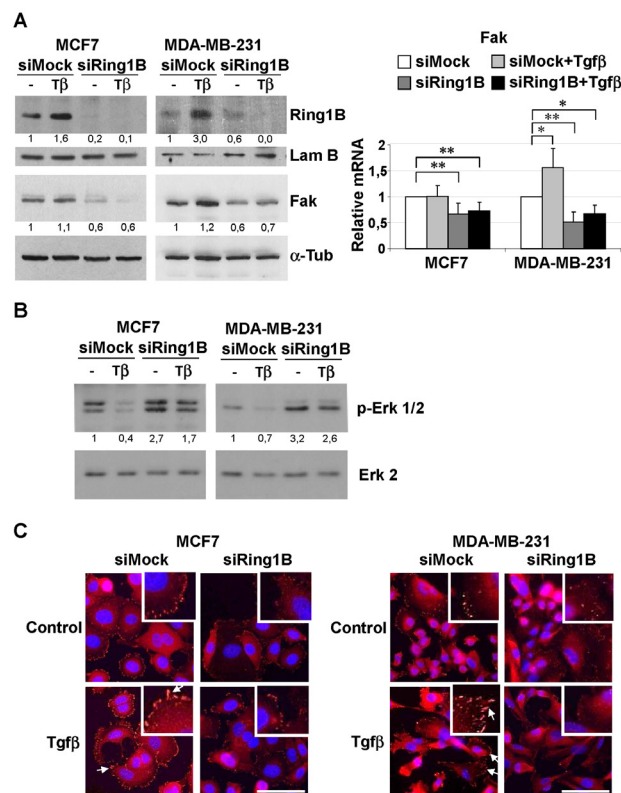 A
MCF7 MDA-MB-231
siMock siRing1B siMock siRing1B
- Tβ - Tβ - Tβ - Tβ
Ring1B
1 1,6 0,2 0,1 1 3,0 0,6 0,0
Lam B
Fak
1 1,1 0,6 0,6 1 1,2 0,6 0,7
α-Tub
Fak
siMock siMock+Tgfβ
siRing1B siRing1B+Tgfβ
Relative mRNA
2
1,5
1
0,5
0
** ** * ** *
MCF7 MDA-MB-231
B
MCF7 MDA-MB-231
siMock siRing1B siMock siRing1B
- Tβ - Tβ - Tβ - Tβ
p-Erk 1/2
1 0,4 2,7 1,7 1 0,7 3,2 2,6
Erk 2
C
MCF7 MDA-MB-231
siMock siRing1B siMock siRing1B
Control Control
Tgfβ Tgfβ